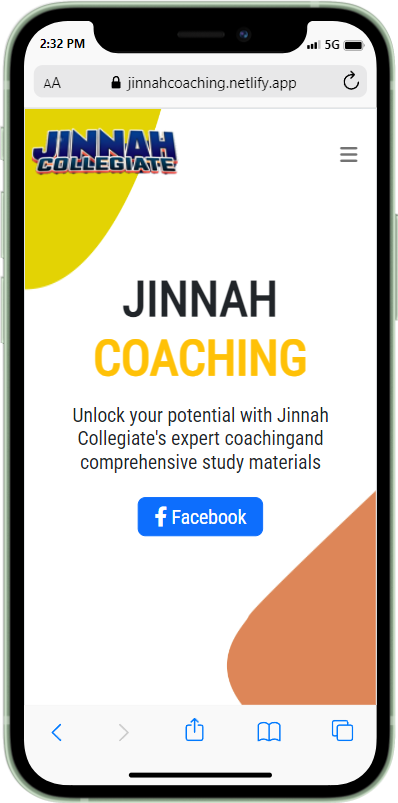 2:32 PM
5G
AA
jinnahcoaching.netlify.app
JINNAH
COLLEGIATE
JINNAH
COACHING
Unlock your potential with Jinnah
Collegiate's expert coachingand
comprehensive study materials
Facebook